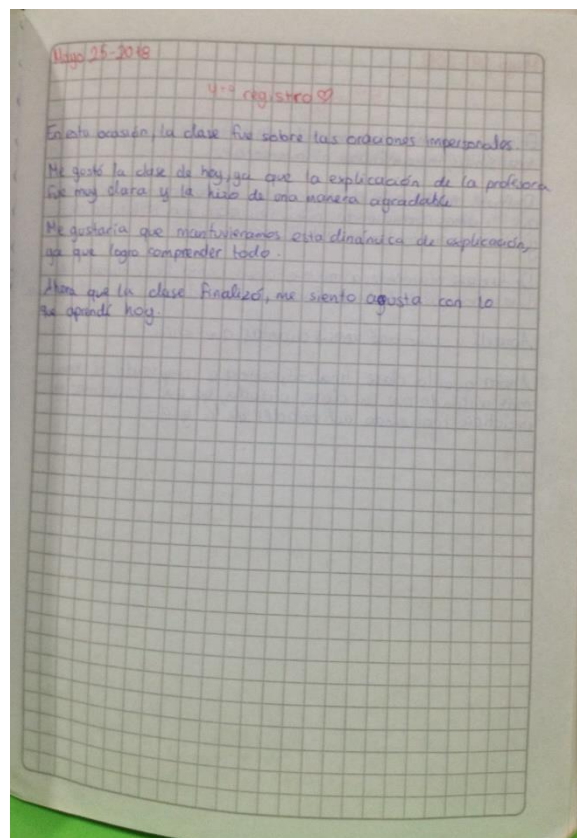 Mayo 25-2018
4to registro ♡
En esta ocasión, la clase fue sobre las oraciones impersonales.
Me gustó la clase de hoy, ya que la explicación de la profesora
fue muy clara y la hizo de una manera agradable.
Me gustaría que mantuvieramos esta dinámica de explicación,
ya que logro comprender todo.
Ahora que la clase finalizó, me siento agusta con lo
que aprendí hoy.